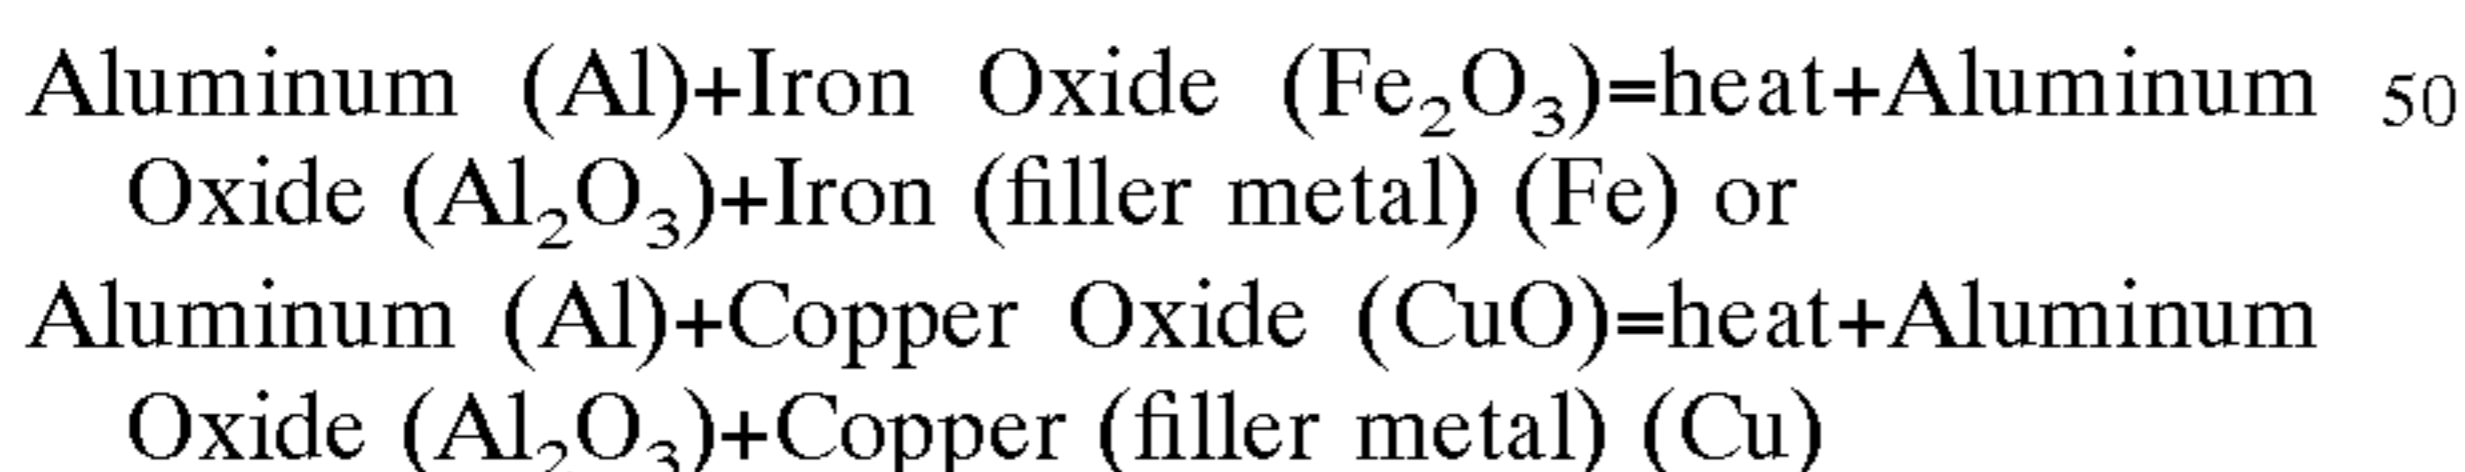 Aluminum (Al)+Iron Oxide (Fe₂O₃)=heat+Aluminum 50
Oxide (Al₂O₃)+Iron (filler metal) (Fe) or
Aluminum (Al)+Copper Oxide (CuO)=heat+Aluminum
Oxide (Al₂O₃)+Copper (filler metal) (Cu)